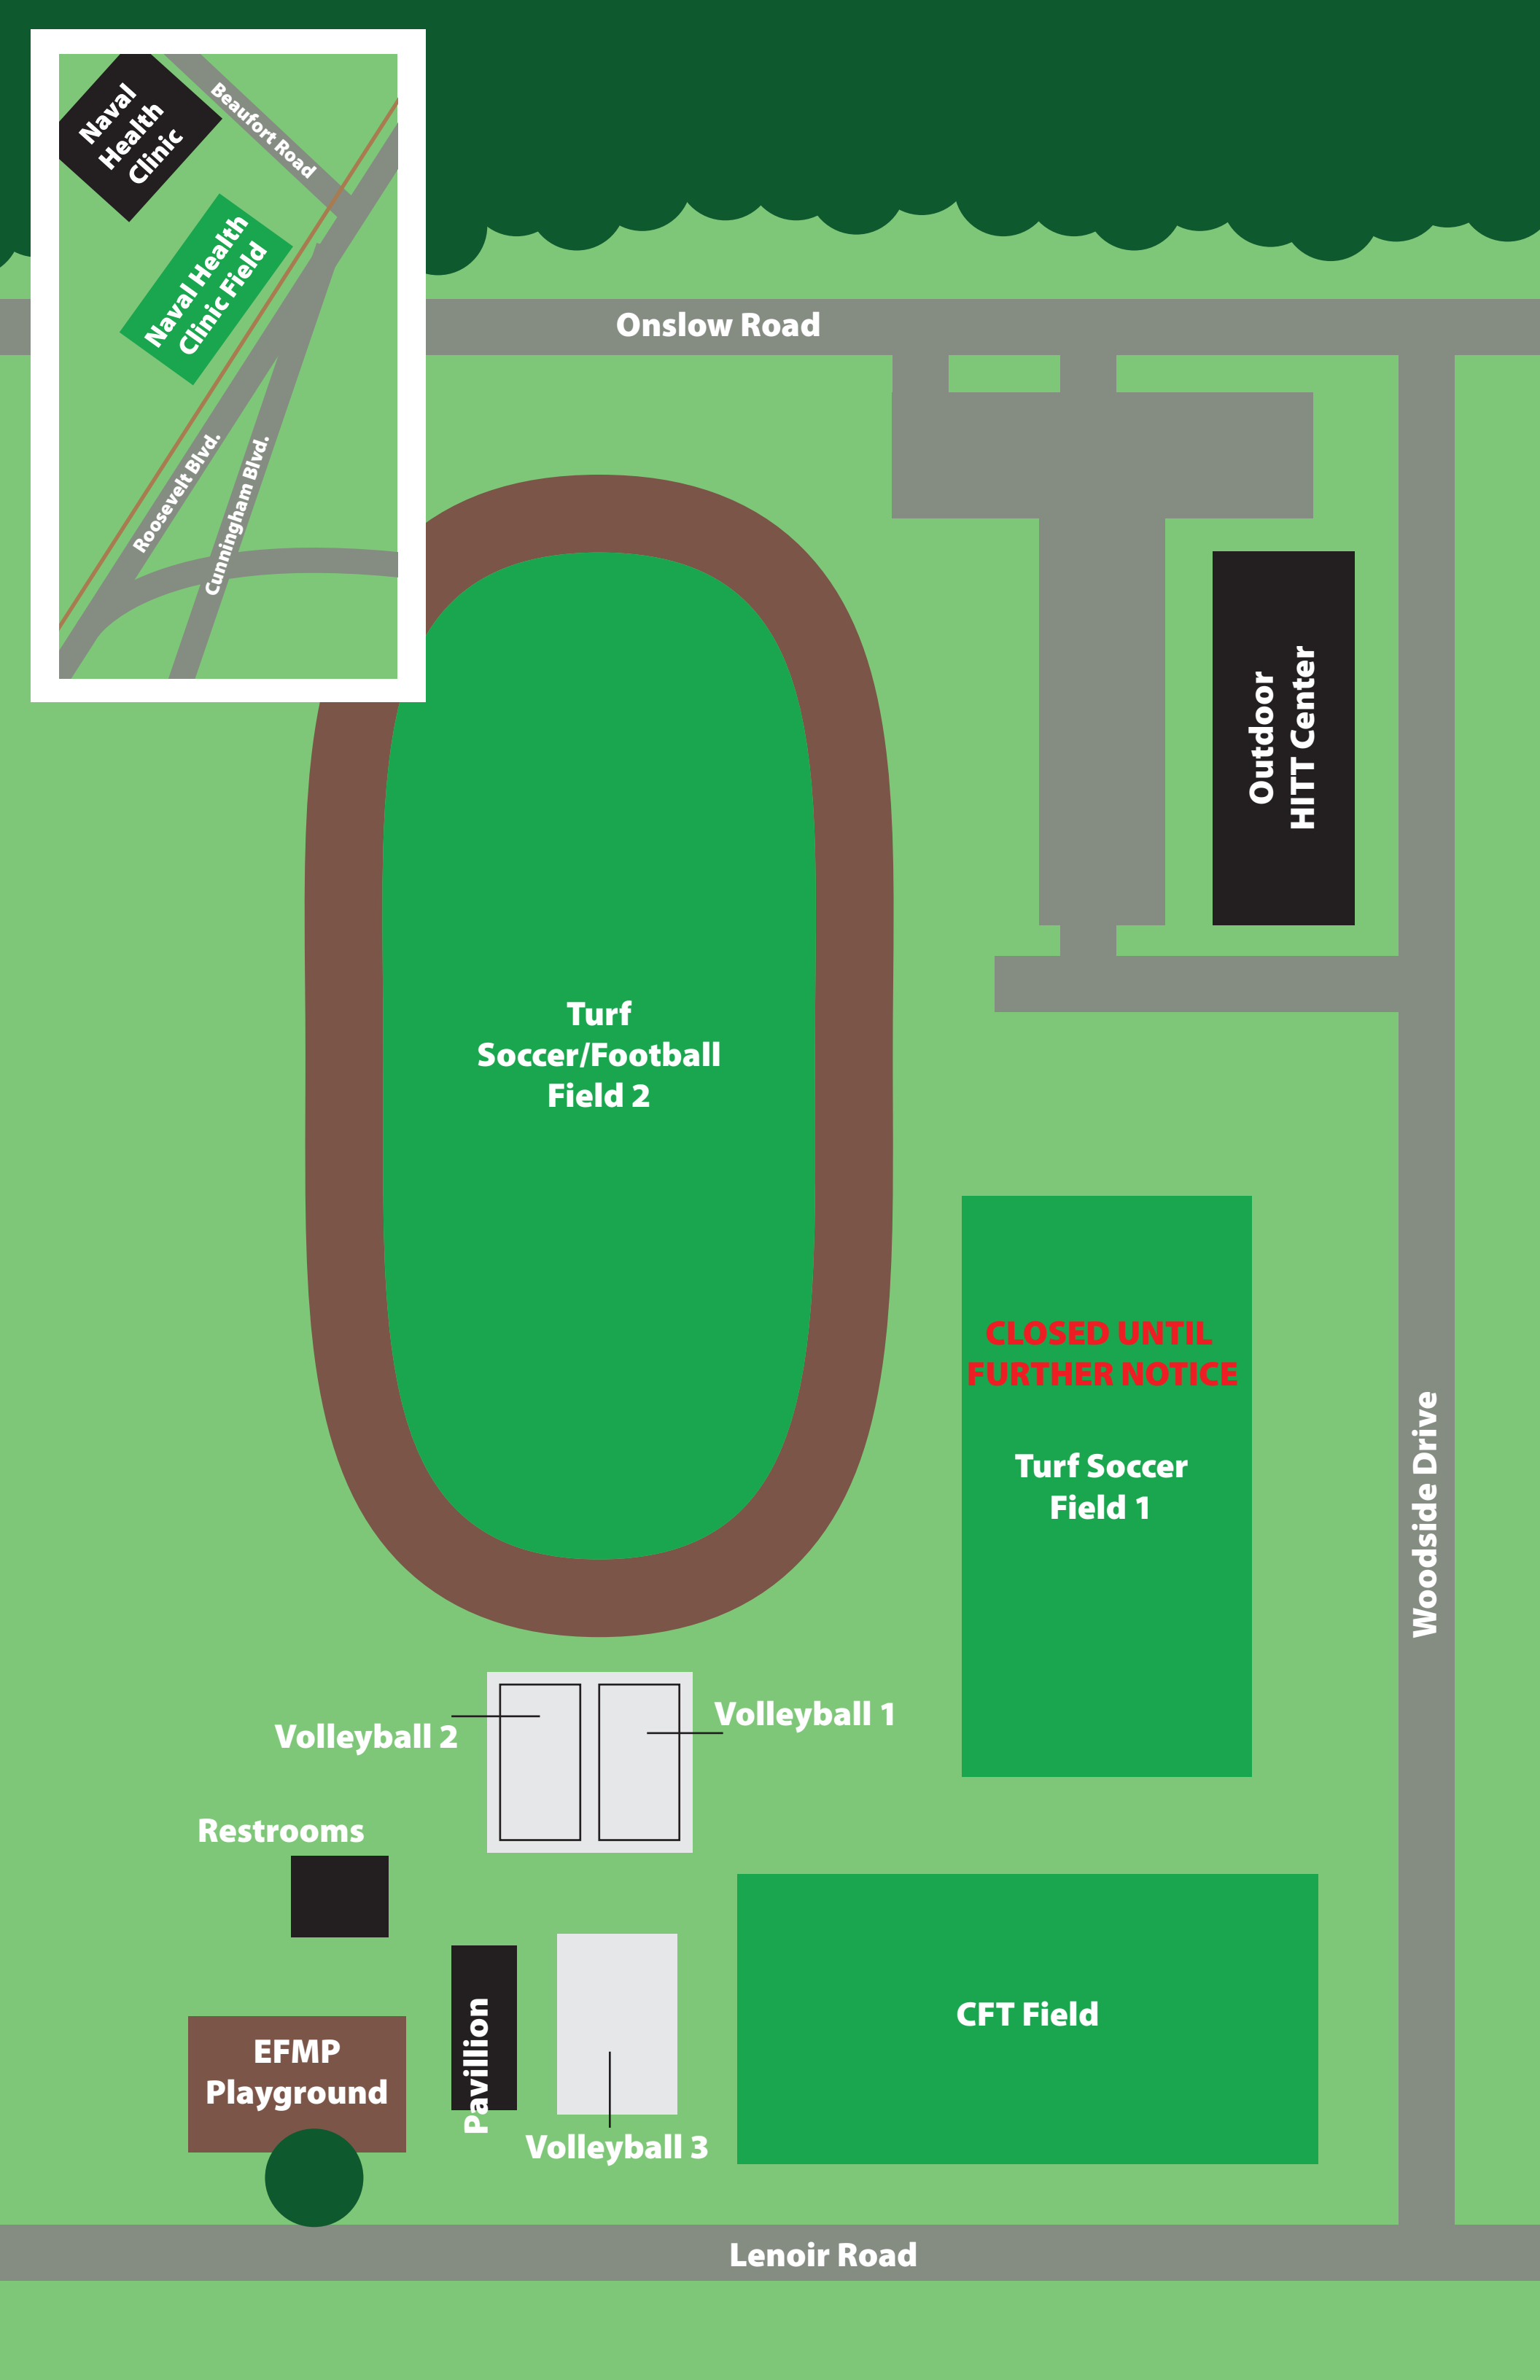 Naval
Health
Clinic
Beaufort Road
Naval Health
Clinic Field
Roosevelt Blvd.
Cunningham Blvd.
Onslow Road
Outdoor
HITT Center
Turf
Soccer/Football
Field 2
CLOSED UNTIL
FURTHER NOTICE
Turf Soccer
Field 1
Woodside Drive
Volleyball 1
Volleyball 2
Restrooms
Pavillion
EFMP
Playground
CFT Field
Volleyball 3
Lenoir Road